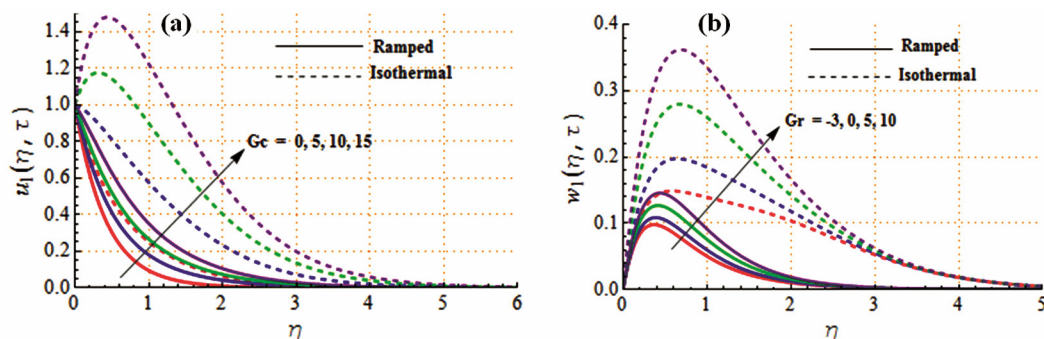 (a)
Ramped
Isothermal
Gc = 0, 5, 10, 15
u1(η, τ)
1.4
1.2
1.0
0.8
0.6
0.4
0.2
0.0
0 1 2 3 4 5 6
η
(b)
Ramped
Isothermal
Gr = -3, 0, 5, 10
w1(η, τ)
0.4
0.3
0.2
0.1
0.0
0 1 2 3 4 5
η